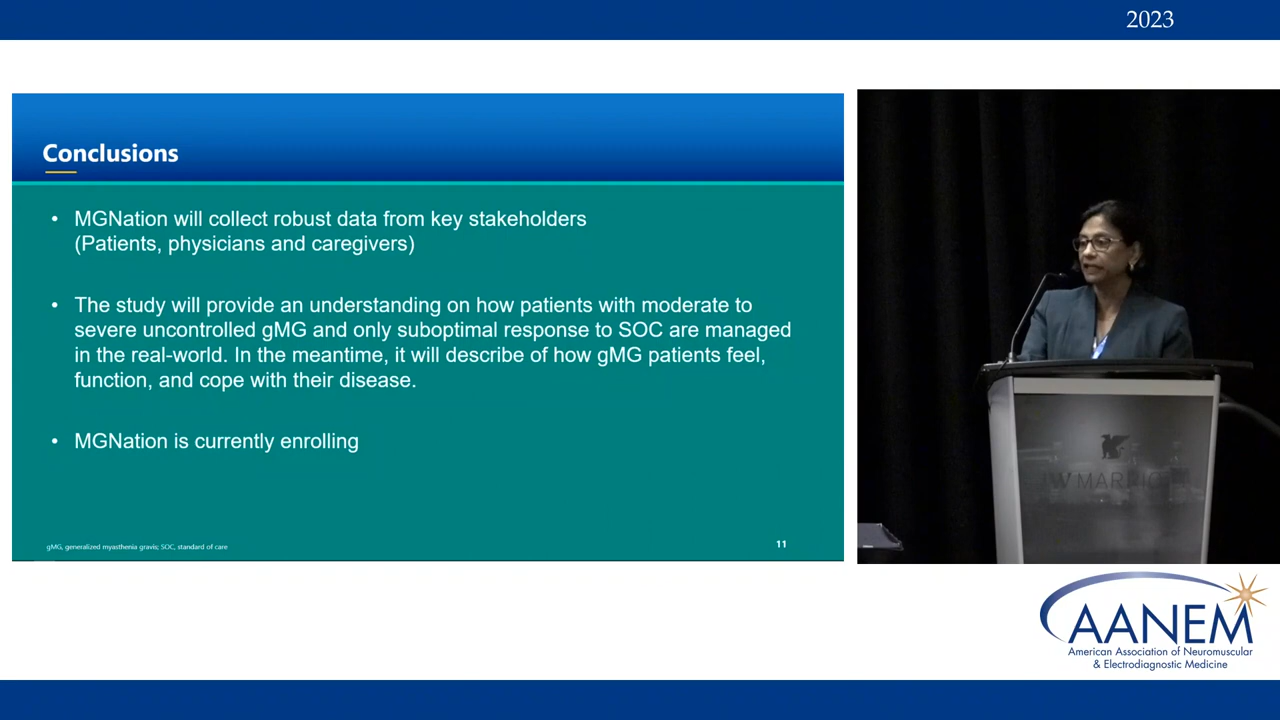 2023
Conclusions
• MGNation will collect robust data from key stakeholders
(Patients, physicians and caregivers)
• The study will provide an understanding on how patients with moderate to
severe uncontrolled gMG and only suboptimal response to SOC are managed
in the real-world. In the meantime, it will describe of how gMG patients feel,
function, and cope with their disease.
• MGNation is currently enrolling
gMG, generalized myasthenia gravis; SOC, standard of care
11
AANEM
American Association of Neuromuscular
& Electrodiagnostic Medicine